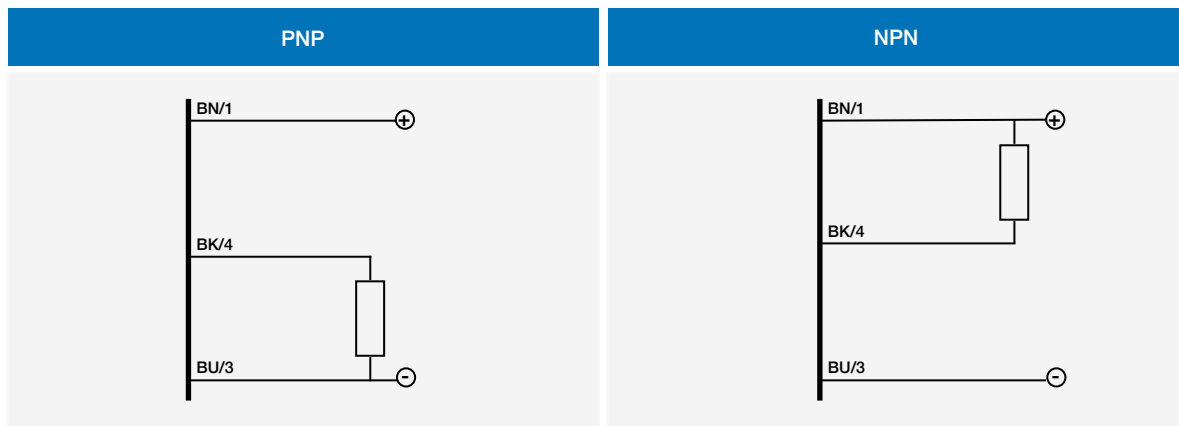 PNP
BN/1
+
BK/4
BU/3
-
NPN
BN/1
+
BK/4
BU/3
-